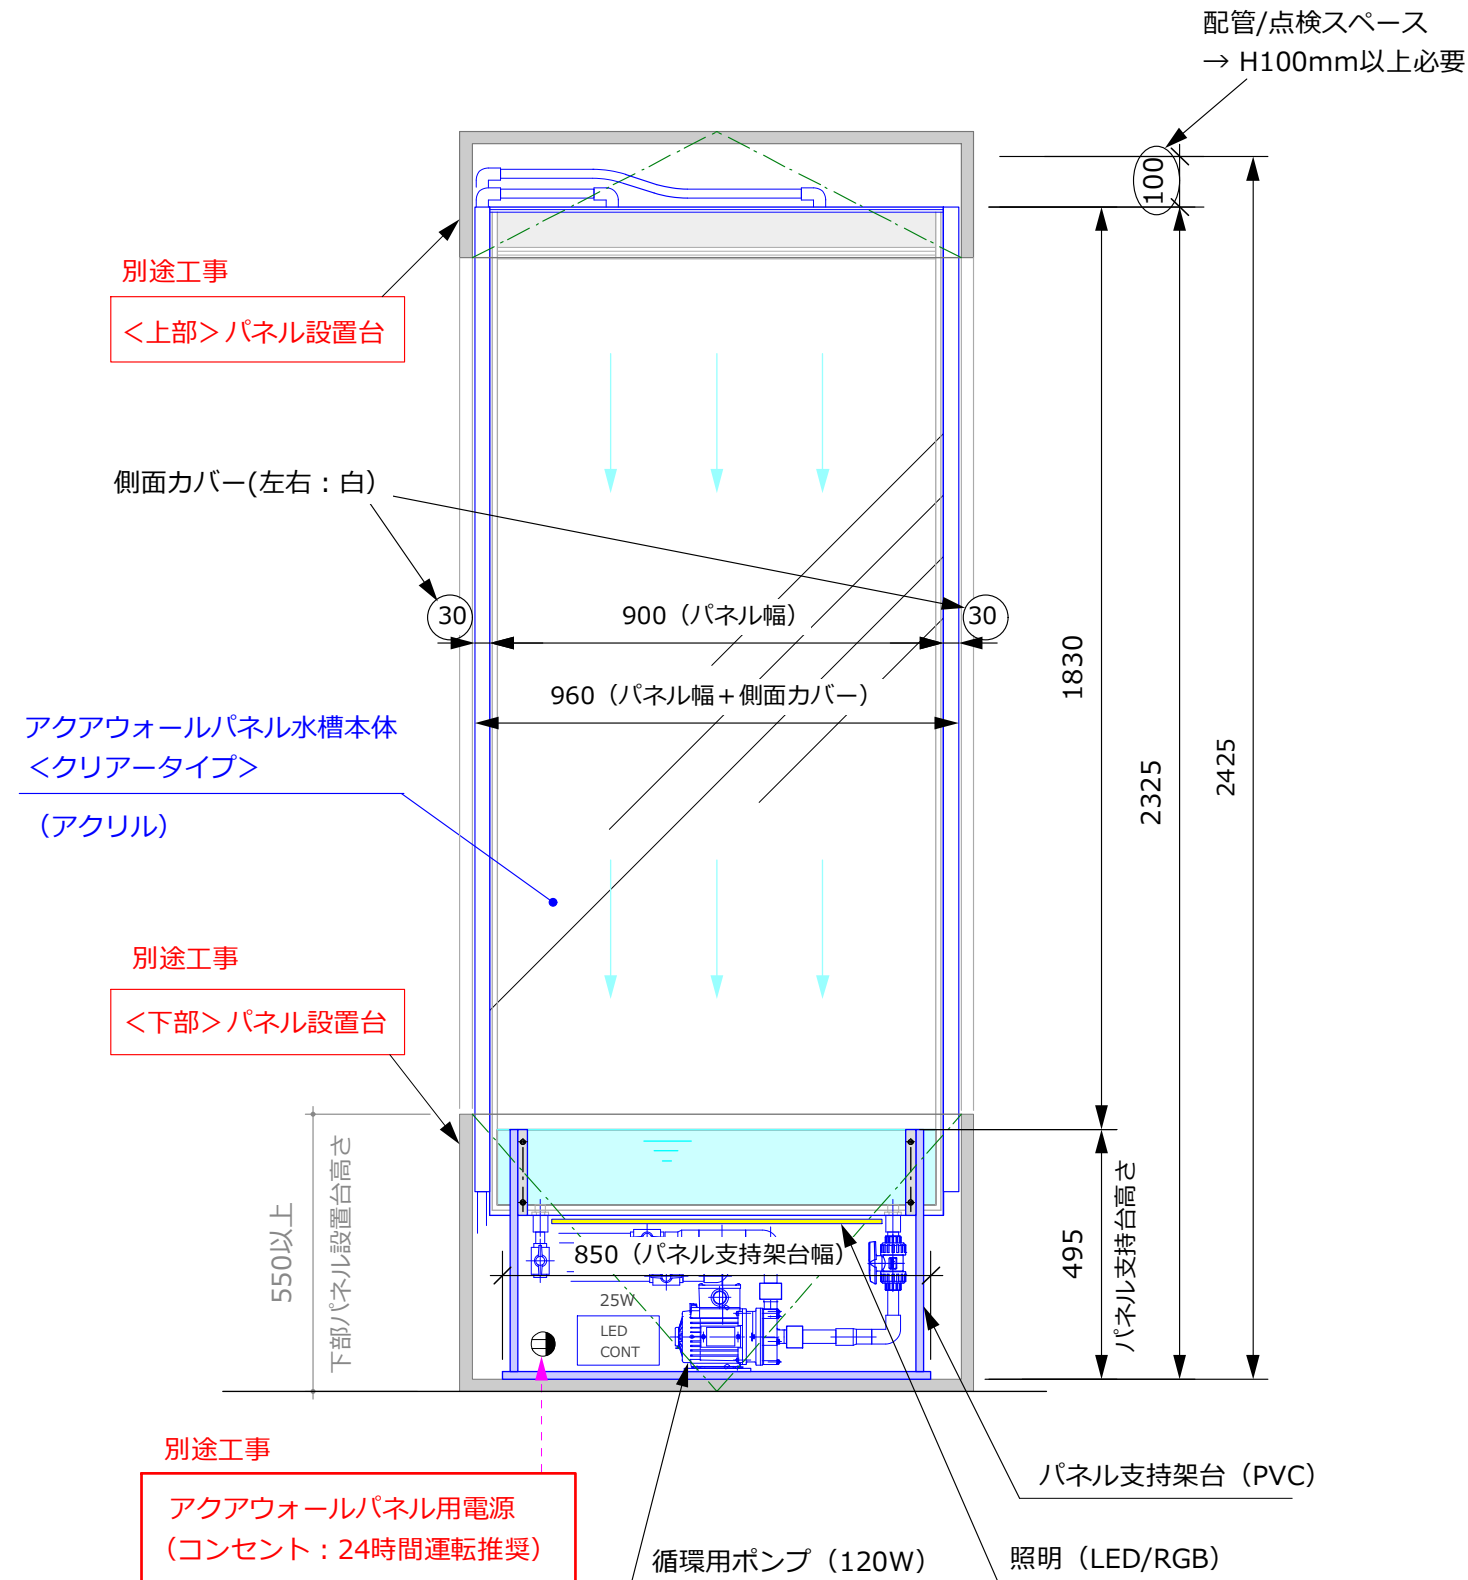 配管/点検スペース
→ H100mm以上必要
100
別途工事
＜上部＞パネル設置台
側面カバー(左右：白）
30
900（パネル幅）
30
960（パネル幅＋側面カバー）
1830
2325
2425
アクアウォールパネル水槽本体
＜クリアータイプ＞
（アクリル）
別途工事
＜下部＞パネル設置台
550以上
下部パネル設置台高さ
850（パネル支持架台幅）
495
パネル支持台高さ
25W
LED
CONT
別途工事
アクアウォールパネル用電源
（コンセント：24時間運転推奨）
パネル支持架台（PVC）
循環用ポンプ（120W）
照明（LED/RGB）